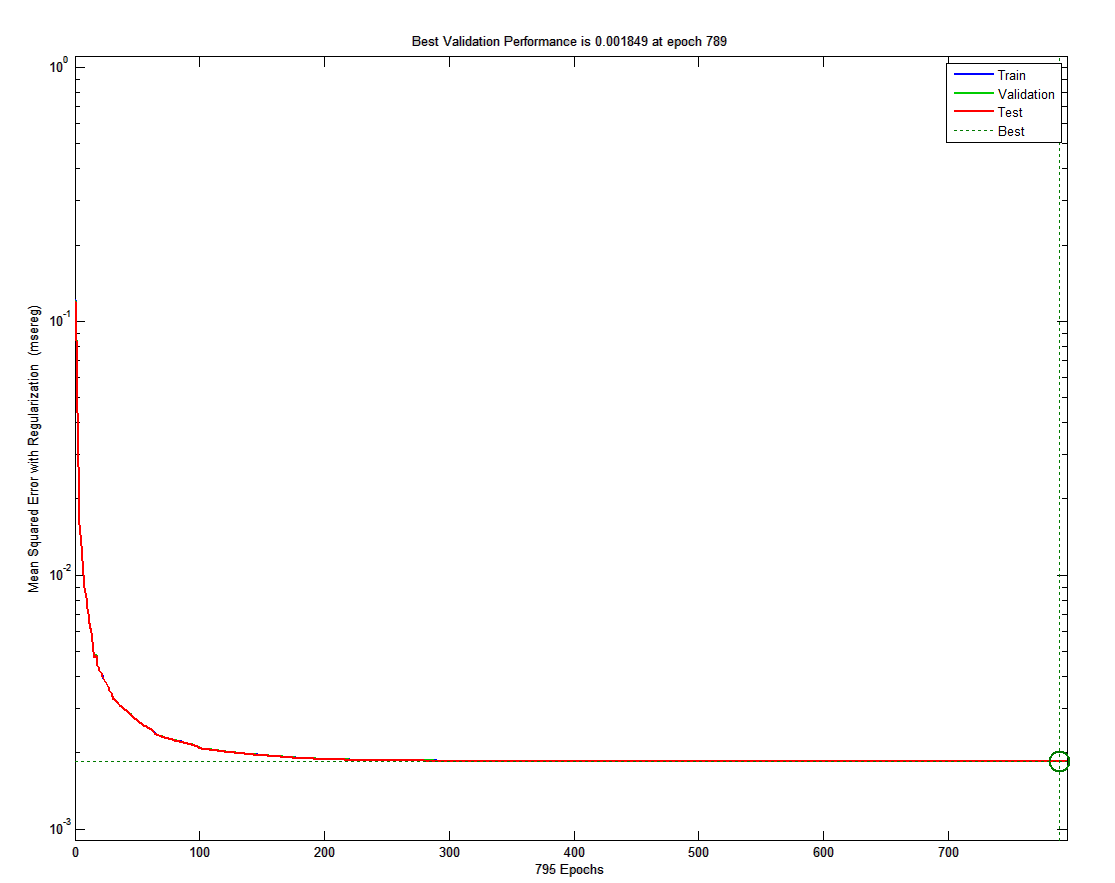 Best Validation Performance is 0.001849 at epoch 789
Train
Validation
Test
Best
Mean Squared Error with Regularization (msereg)
10^0
10^-1
10^-2
10^-3
0 100 200 300 400 500 600 700
795 Epochs